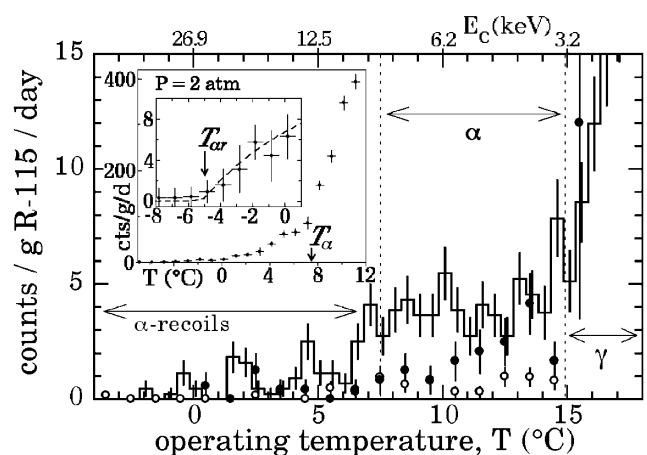 E_c (keV)
26.9 12.5 6.2 3.2
15
10
5
0
counts / g R-115 / day
400
200
0
cts/g/d
P = 2 atm
8
4
0
T_αr
-8 -6 -4 -2 0
T_α
T (°C) 0 4 8 12
α
α-recoils
γ
0 5 10 15
operating temperature, T (°C)